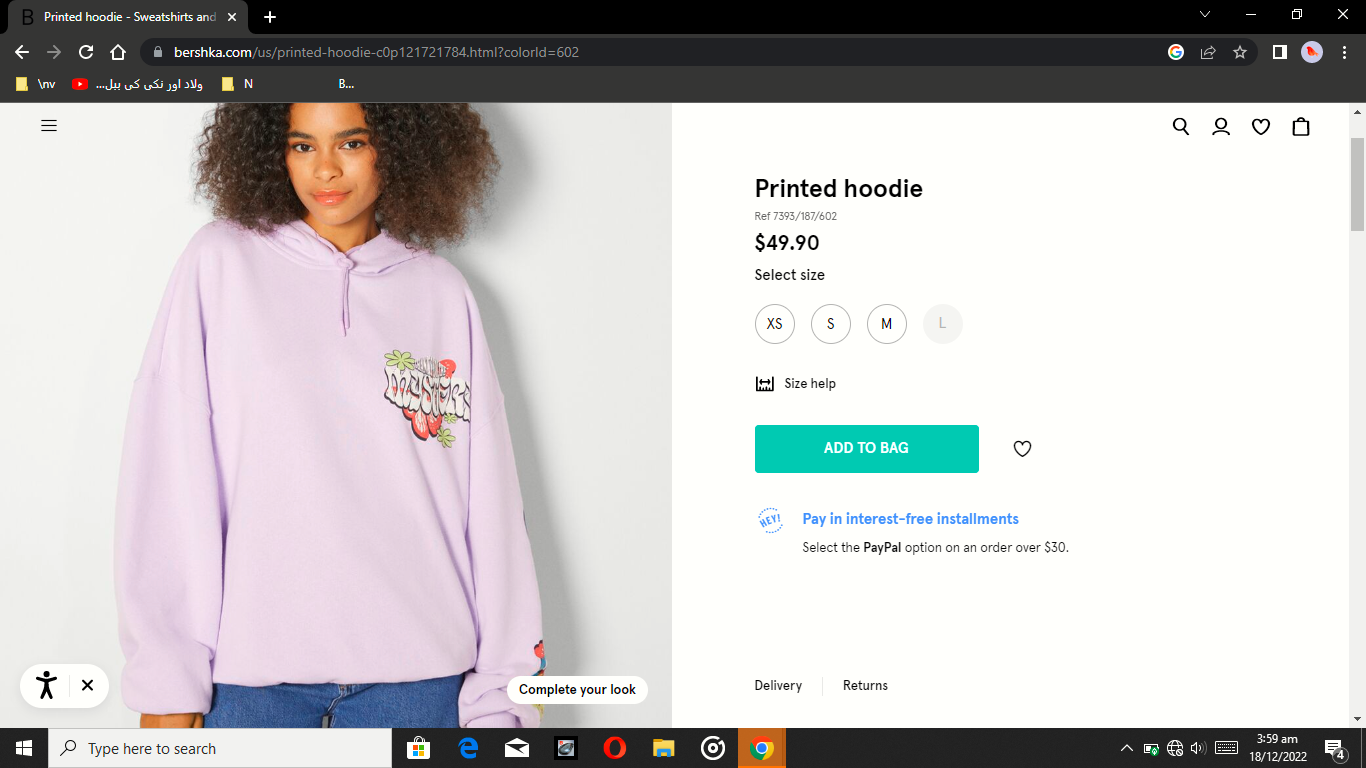 B Printed hoodie - Sweatshirts and
bershka.com/us/printed-hoodie-c0p121721784.html?colorId=602
\nv
ولاد اور نکی کی ببل...
N
B...
Printed hoodie
Ref 7393/187/602
$49.90
Select size
XS S M L
Size help
ADD TO BAG
HEY!
Pay in interest-free installments
Select the PayPal option on an order over $30.
Delivery
Returns
MYSTERY
Complete your look
Type here to search
3:59 am
18/12/2022
4